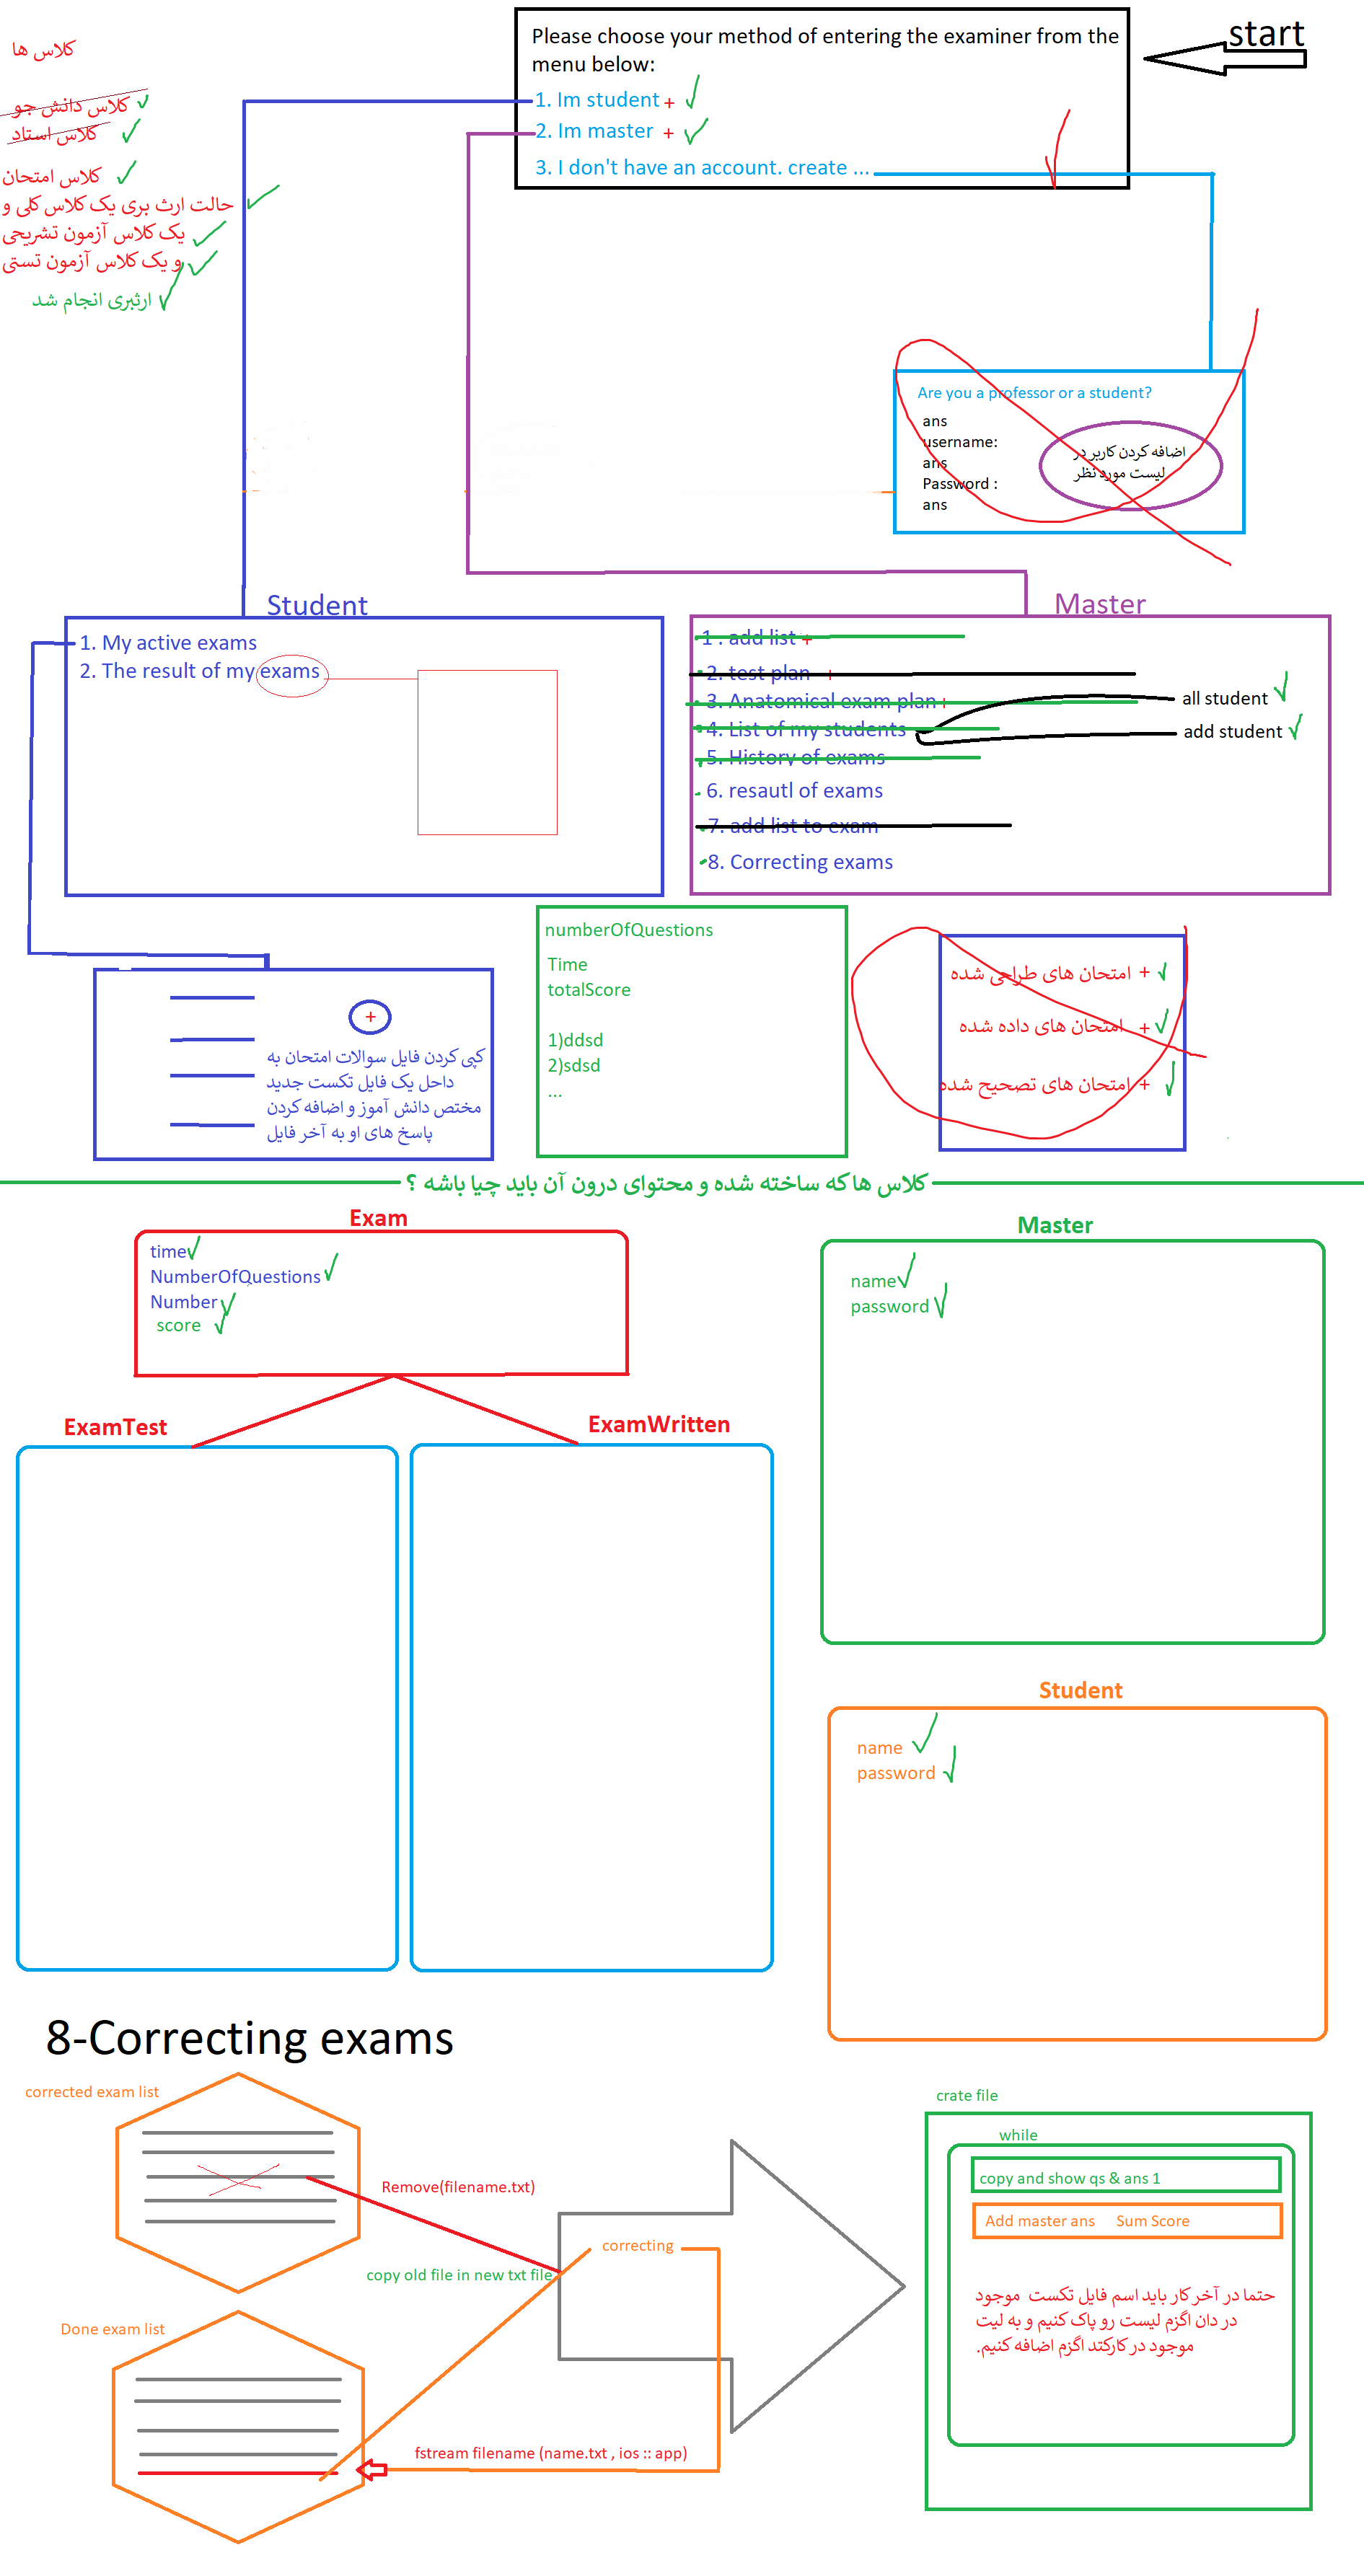 start
Please choose your method of entering the examiner from the
menu below:
1. Im student +
2. Im master +
3. I don't have an account. create ...
کلاس ها
کلاس دانش جو
کلاس استاد
کلاس امتحان
حالت ارث بری یک کلاس کلی و
یک کلاس آزمون تشریحی
و یک کلاس آزمون تستی
ارثبری انجام شد
Are you a professor or a student?
ans
username:
ans
Password :
ans
اضافه کردن کاربر در
لیست مورد نظر
Student
1. My active exams
2. The result of my exams
Master
1 . add list +
2. test plan +
3. Anatomical exam plan +
4. List of my students
5. History of exams
6. resautl of exams
7. add list to exam
8. Correcting exams
all student
add student
+
کپی کردن فایل سوالات امتحان به
داخل یک فایل تکست جدید
مختص دانش آموز و اضافه کردن
پاسخ های او به آخر فایل
numberOfQuestions
Time
totalScore
1)ddsd
2)sdsd
...
+ امتحان های طراحی شده
+ امتحان های داده شده
+ امتحان های تصحیح شده
کلاس ها که ساخته شده و محتوای درون آن باید چیا باشه ؟
Exam
time
NumberOfQuestions
Number
score
ExamTest
ExamWritten
Master
name
password
Student
name
password
8-Correcting exams
corrected exam list
Remove(filename.txt)
copy old file in new txt file
correcting
Done exam list
fstream filename (name.txt , ios :: app)
crate file
while
copy and show qs & ans 1
Add master ans Sum Score
حتما در آخر کار باید اسم فایل تکست موجود
در دان اگزم لیست رو پاک کنیم و به لیت
موجود در کارکتد اگزم اضافه کنیم.